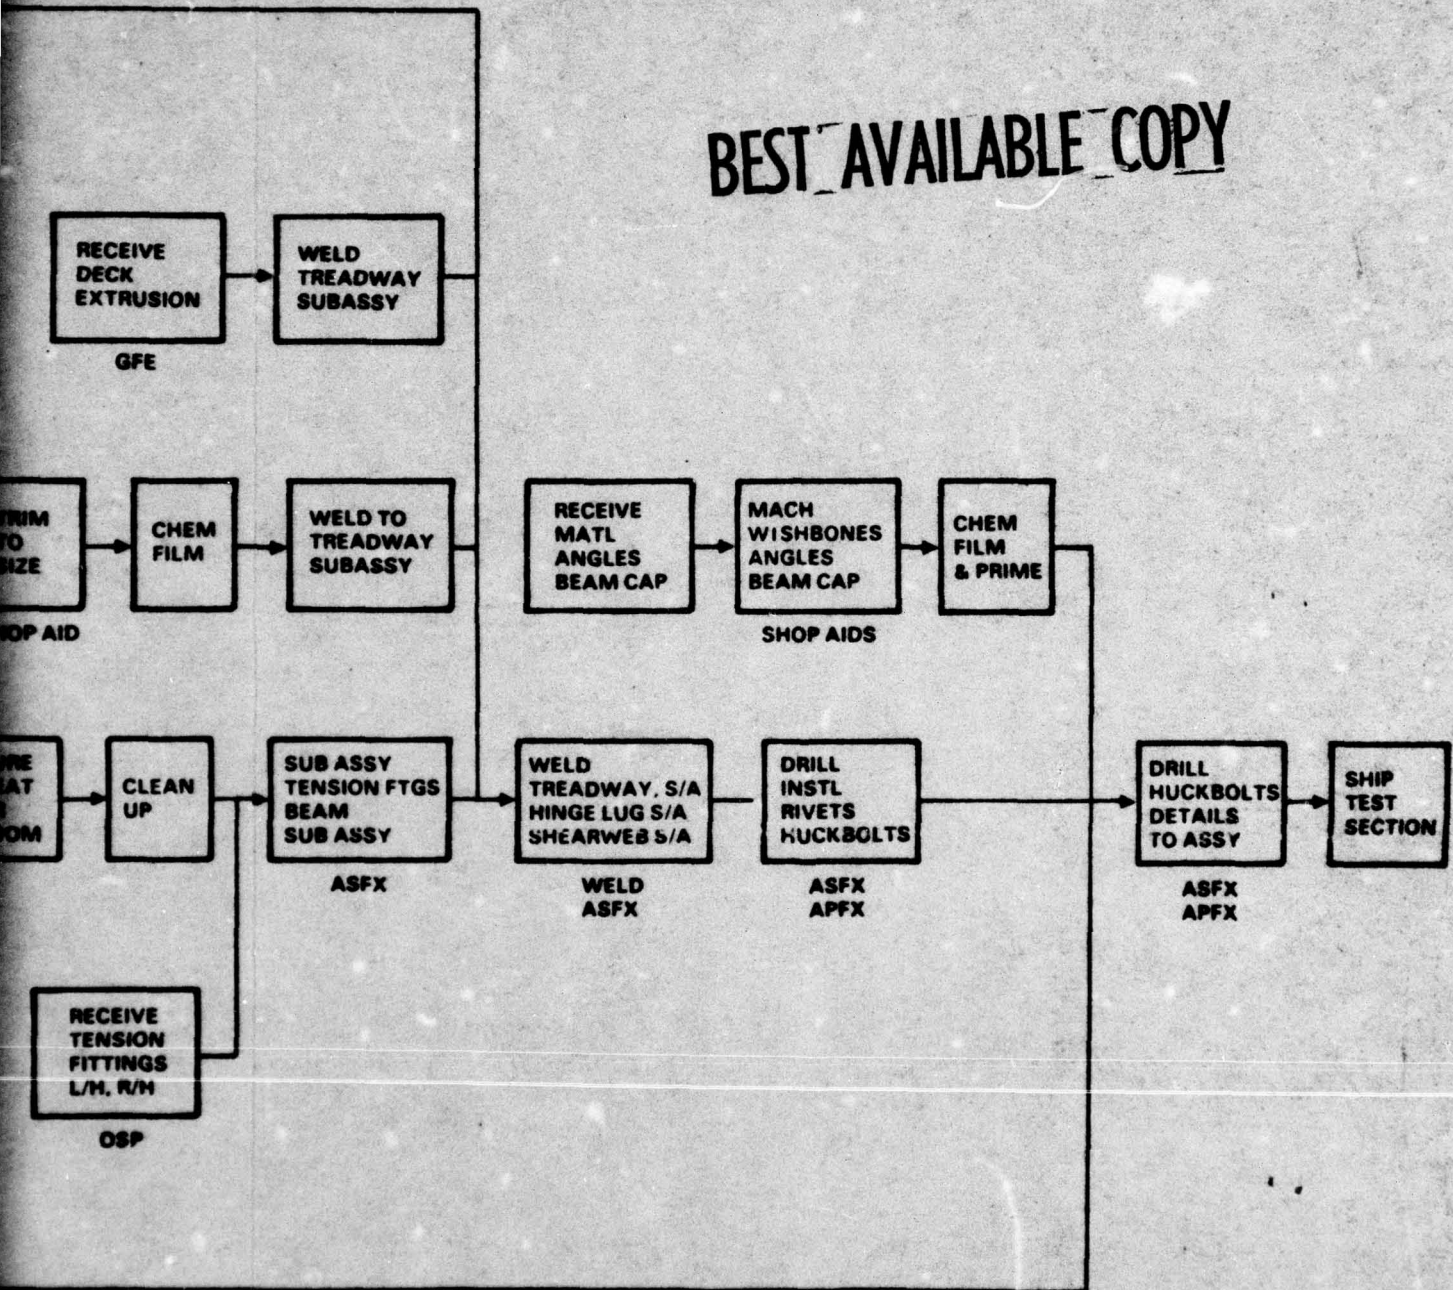 BEST AVAILABLE COPY
RECEIVE
DECK
EXTRUSION
GFE
WELD
TREADWAY
SUBASSY
CHEM
FILM
WELD TO
TREADWAY
SUBASSY
RECEIVE
MATL
ANGLES
BEAM CAP
MACH
WISHBONES
ANGLES
BEAM CAP
SHOP AIDS
CHEM
FILM
& PRIME
AID
CLEAN
UP
SUB ASSY
TENSION FTGS
BEAM
SUB ASSY
ASFX
WELD
TREADWAY, S/A
HINGE LUG S/A
SHEARWEB S/A
WELD
ASFX
DRILL
INSTL
RIVETS
HUCKBOLTS
ASFX
APFX
DRILL
HUCKBOLTS
DETAILS
TO ASSY
ASFX
APFX
SHIP
TEST
SECTION
RECEIVE
TENSION
FITTINGS
L/H, R/H
OSP